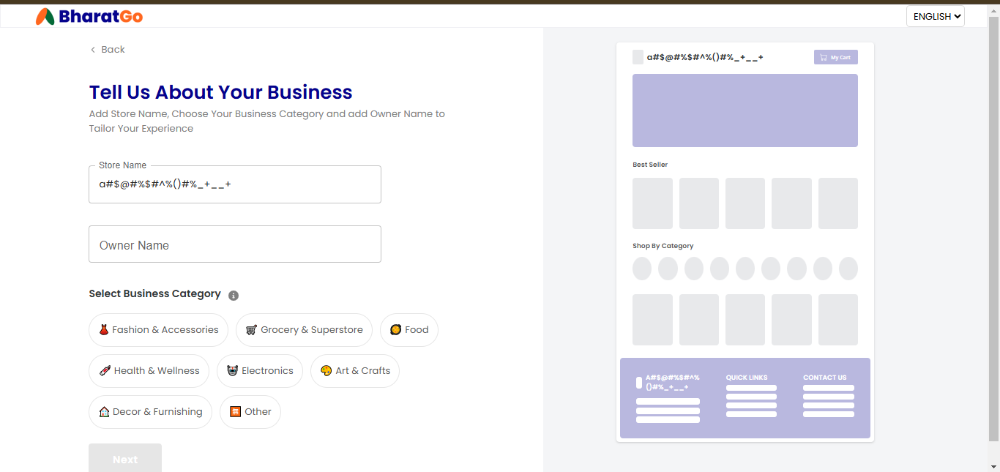 BharatGo
ENGLISH
Back
Tell Us About Your Business
Add Store Name, Choose Your Business Category and add Owner Name to
Tailor Your Experience
Store Name
a#$@#%$#^%()#%_+__+
Owner Name
Select Business Category
Fashion & Accessories
Grocery & Superstore
Food
Health & Wellness
Electronics
Art & Crafts
Decor & Furnishing
🈚 Other
Next
a#$@#%$#^%()#%_+__+
My Cart
Best Seller
Shop By Category
A#$@#%$#^%
()#%_+__+
QUICK LINKS
CONTACT US